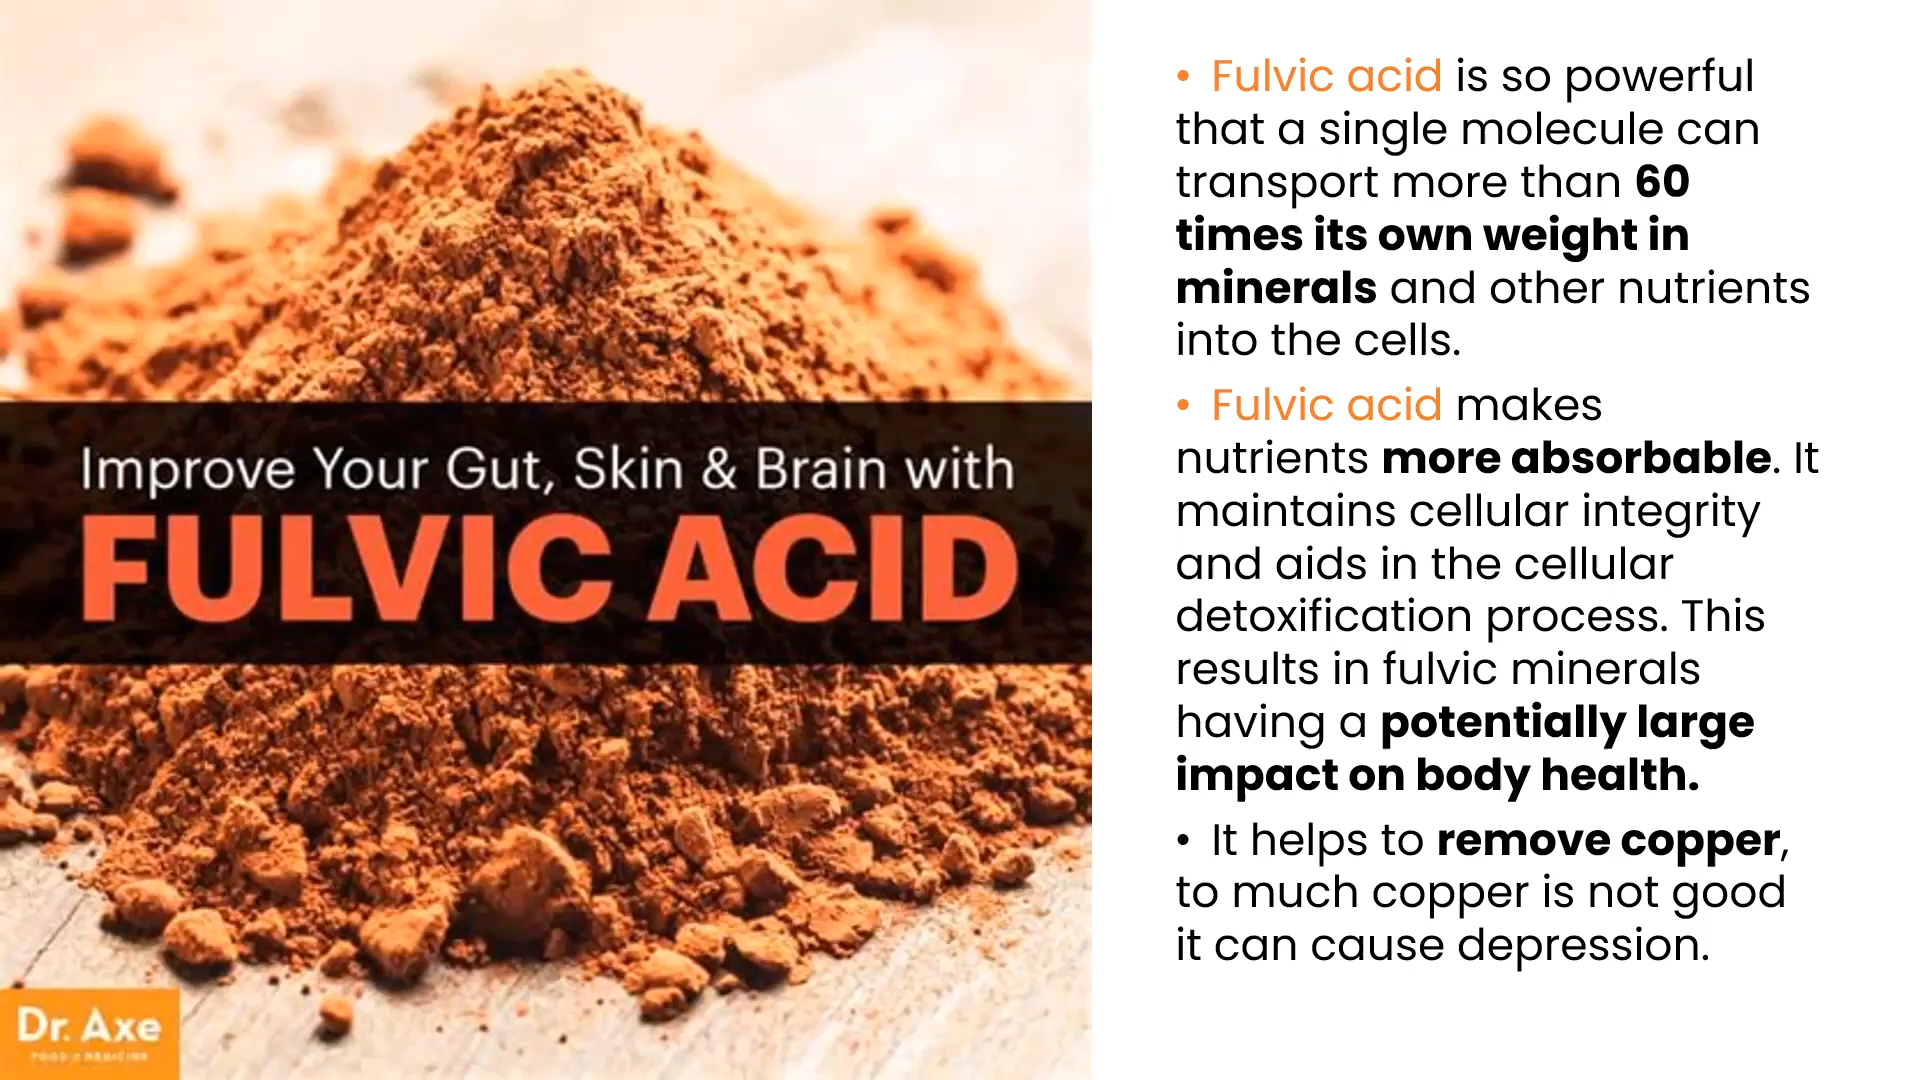 Improve Your Gut, Skin & Brain with
FULVIC ACID
Dr. Axe
FOOD MEDICINE
• Fulvic acid is so powerful
that a single molecule can
transport more than 60
times its own weight in
minerals and other nutrients
into the cells.
• Fulvic acid makes
nutrients more absorbable. It
maintains cellular integrity
and aids in the cellular
detoxification process. This
results in fulvic minerals
having a potentially large
impact on body health.
• It helps to remove copper,
to much copper is not good
it can cause depression.